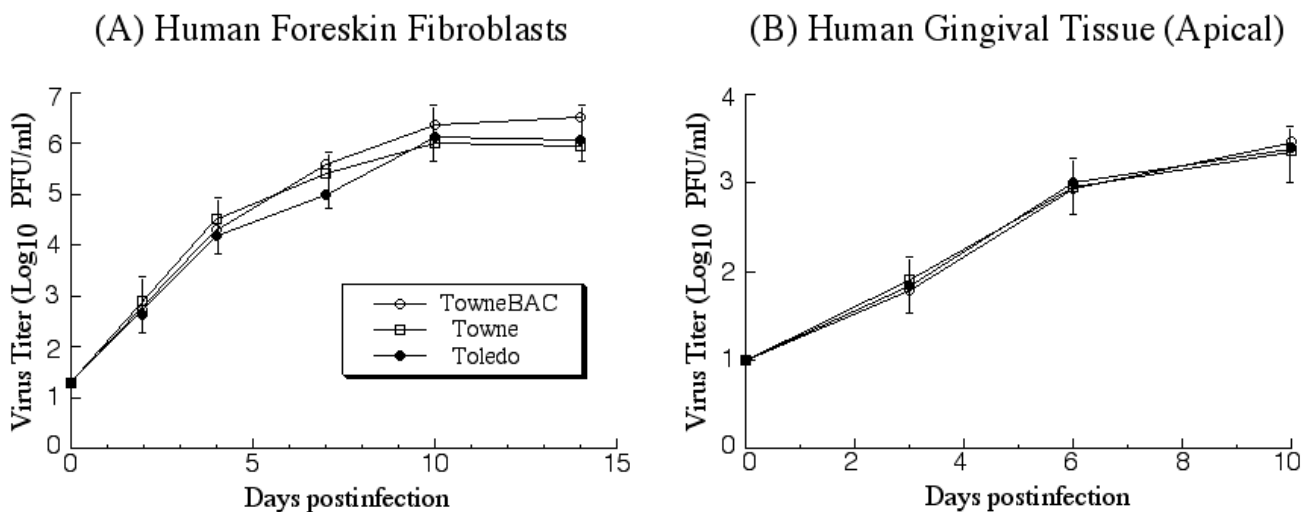 (A) Human Foreskin Fibroblasts
Virus Titer (Log10 PFU/ml)
7
6
5
4
3
2
1
0
TowneBAC
Towne
Toledo
0 5 10 15
Days postinfection
(B) Human Gingival Tissue (Apical)
Virus Titer (Log10 PFU/ml)
4
3
2
1
0
0 2 4 6 8 10
Days postinfection